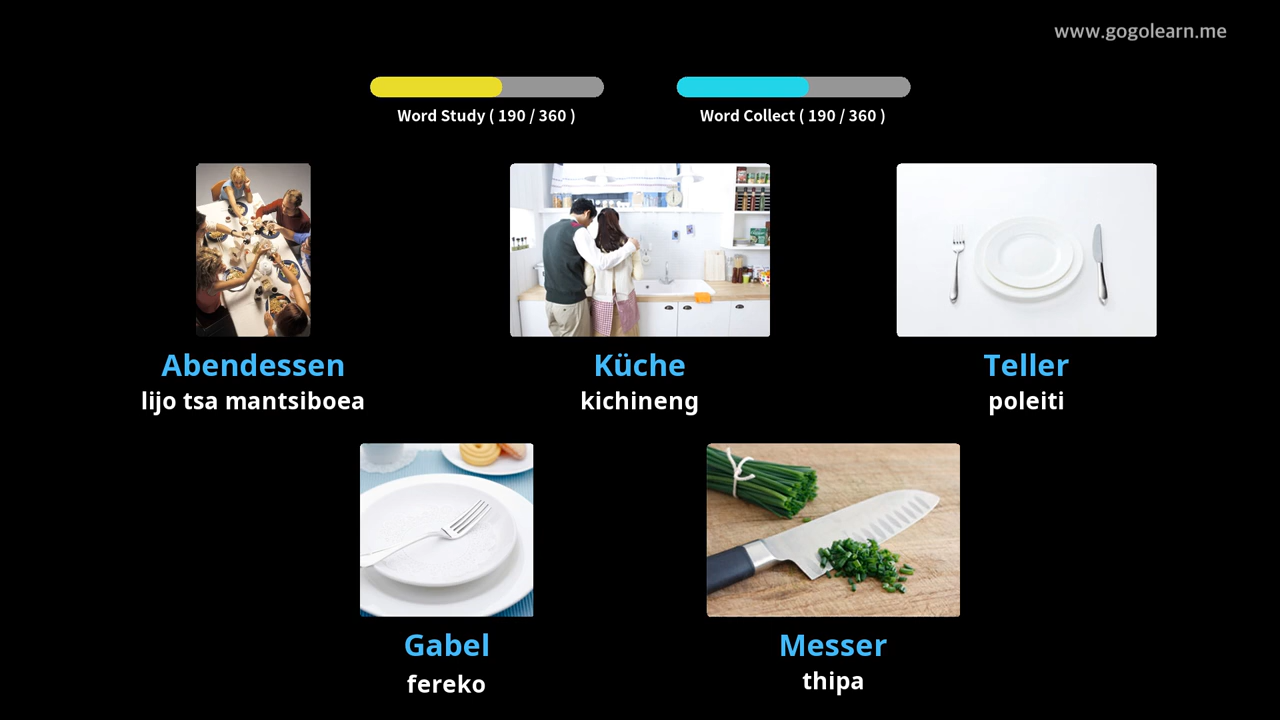 www.gogolearn.me
Word Study ( 190 / 360 )
Word Collect ( 190 / 360 )
Abendessen
lijo tsa mantsiboea
Küche
kichineng
Teller
poleiti
Gabel
fereko
Messer
thipa